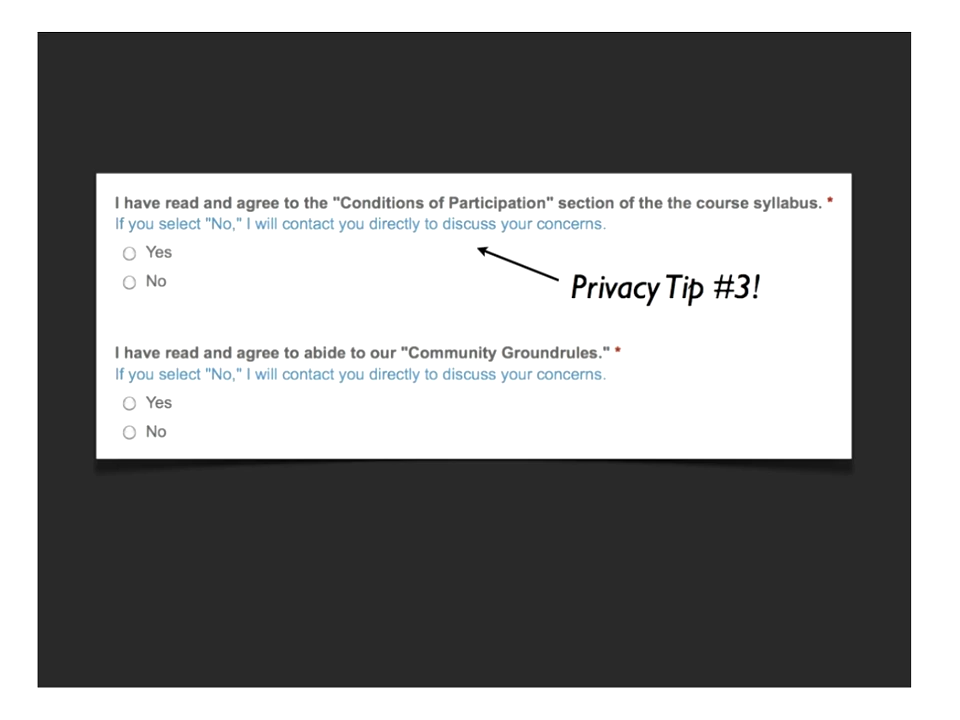 I have read and agree to the "Conditions of Participation" section of the the course syllabus. *
If you select "No," I will contact you directly to discuss your concerns.
Yes
No
Privacy Tip #3!
I have read and agree to abide to our "Community Groundrules." *
If you select "No," I will contact you directly to discuss your concerns.
Yes
No